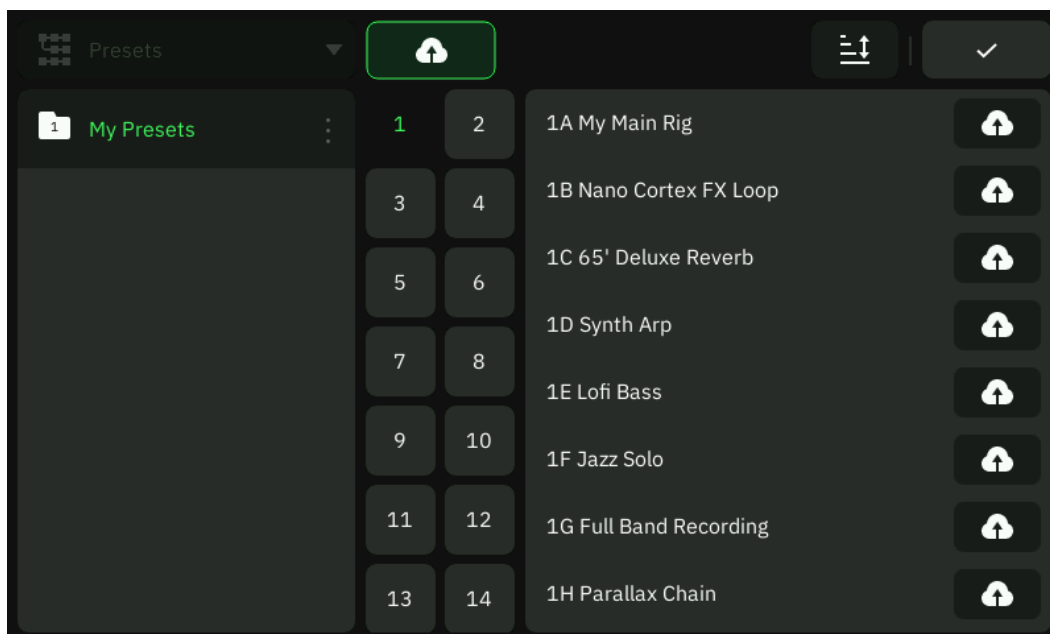 Presets
1
My Presets
1 2
3 4
5 6
7 8
9 10
11 12
13 14
1A My Main Rig
1B Nano Cortex FX Loop
1C 65' Deluxe Reverb
1D Synth Arp
1E Lofi Bass
1F Jazz Solo
1G Full Band Recording
1H Parallax Chain